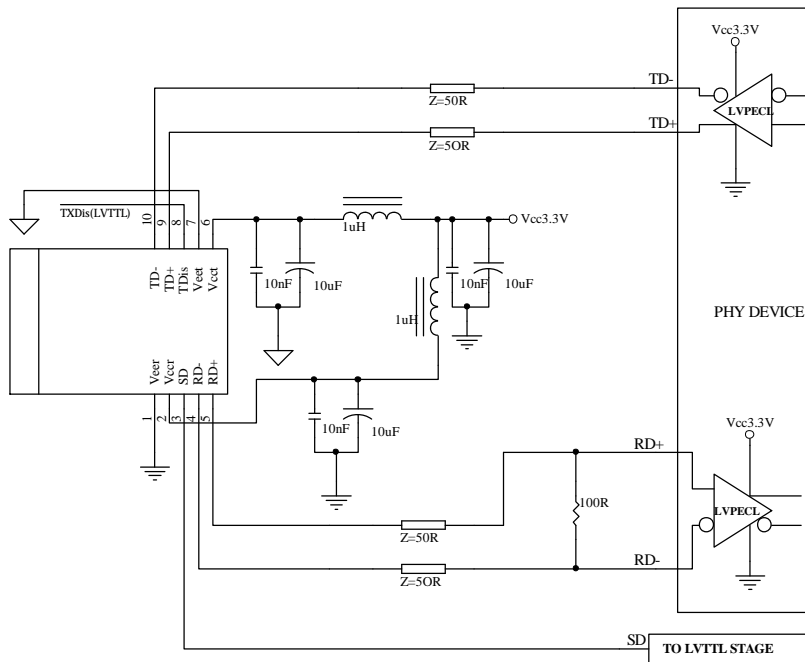 Vcc3.3V
TD-
Z=50R
LVPECL
TD+
Z=5OR
TXDis(LVTTL)
10
9
8
7
6
1uH
Vcc3.3V
TD-
TD+
TDis
Veet
Vcct
10nF
10uF
10nF
10uF
1uH
PHY DEVICE
Veer
Vccr
SD
RD-
RD+
1
2
3
4
5
10nF
10uF
Vcc3.3V
RD+
100R
LVPECL
Z=50R
RD-
Z=5OR
SD
TO LVTTL STAGE